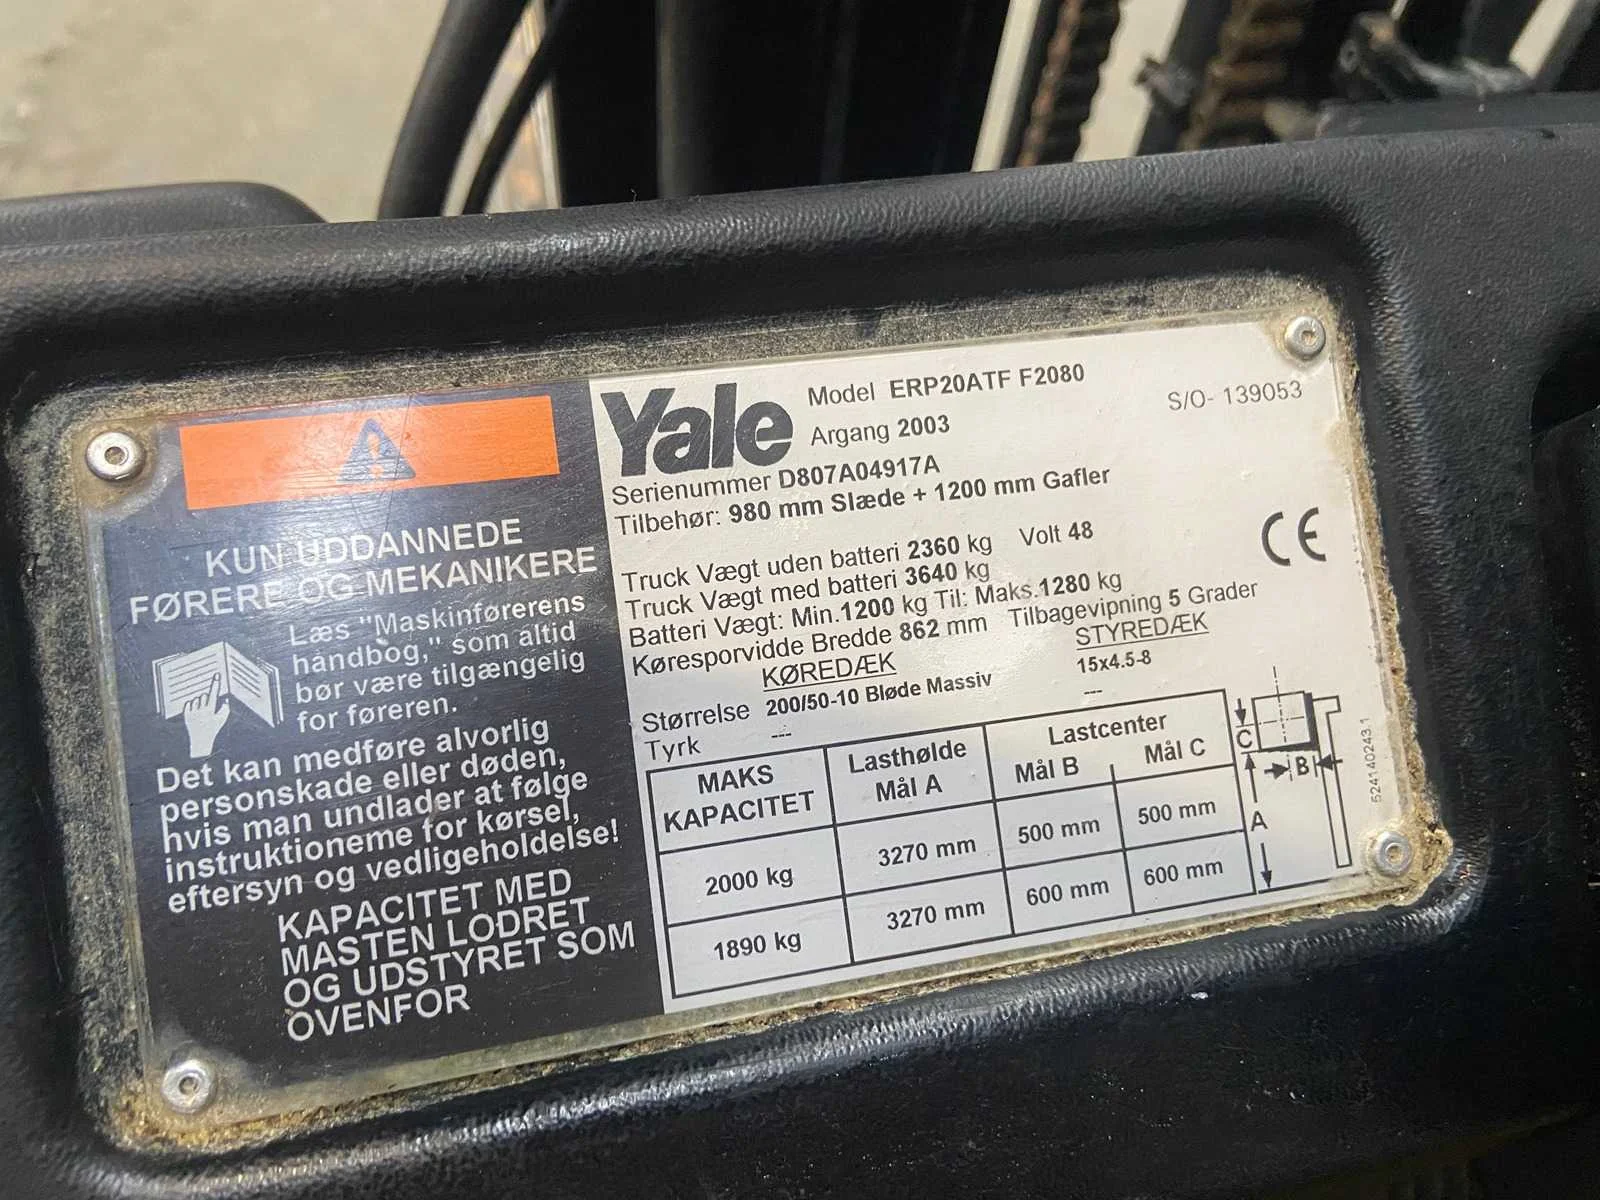 KUN UDDANNEDE
FØRERE OG MEKANIKERE
Læs "Maskinførerens
håndbog," som altid
bør være tilgængelig
for føreren.
Det kan medføre alvorlig
personskade eller døden,
hvis man undlader at følge
instruktioneme for kørsel,
eftersyn og vedligeholdelse!
KAPACITET MED
MASTEN LODRET
OG UDSTYRET SOM
OVENFOR
Yale
Model ERP20ATF F2080
S/O- 139053
Argang 2003
Serienummer D807A04917A
Tilbehør: 980 mm Slæde + 1200 mm Gafler
CE
Truck Vægt uden batteri 2360 kg Volt 48
Truck Vægt med batteri 3640 kg
Batteri Vægt: Min.1200 kg Til: Maks.1280 kg
Køresporvidde Bredde 862 mm Tilbagevipning 5 Grader
KØREDÆK STYREDÆK
Størrelse 200/50-10 Bløde Massiv 15x4.5-8
Tyrk --- ---
MAKS KAPACITET Lasthølde Mål A Lastcenter Mål B Mål C
2000 kg 3270 mm 500 mm 500 mm
1890 kg 3270 mm 600 mm 600 mm
C
B
A
524140243.1